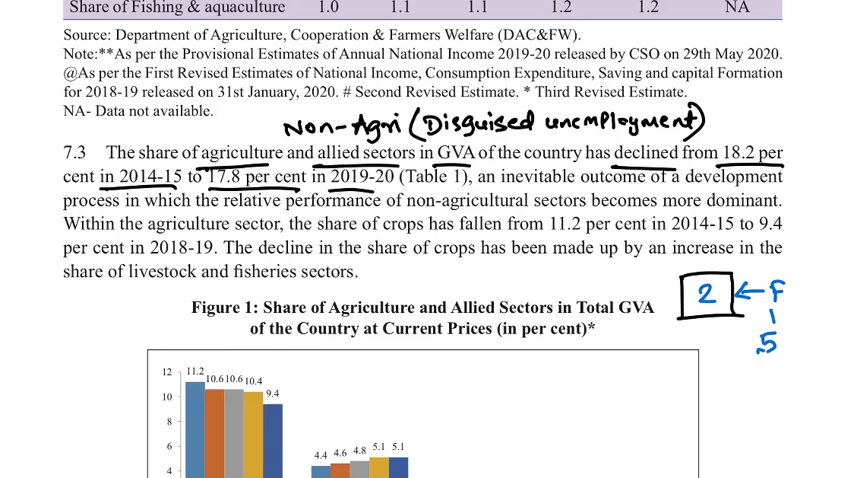 Share of Fishing & aquaculture 1.0 1.1 1.1 1.2 1.2 NA
Source: Department of Agriculture, Cooperation & Farmers Welfare (DAC&FW).
Note:**As per the Provisional Estimates of Annual National Income 2019-20 released by CSO on 29th May 2020.
@As per the First Revised Estimates of National Income, Consumption Expenditure, Saving and capital Formation
for 2018-19 released on 31st January, 2020. # Second Revised Estimate. * Third Revised Estimate.
NA- Data not available.
Non-Agri (Disguised unemployment)
7.3 The share of agriculture and allied sectors in GVA of the country has declined from 18.2 per
cent in 2014-15 to 17.8 per cent in 2019-20 (Table 1), an inevitable outcome of a development
process in which the relative performance of non-agricultural sectors becomes more dominant.
Within the agriculture sector, the share of crops has fallen from 11.2 per cent in 2014-15 to 9.4
per cent in 2018-19. The decline in the share of crops has been made up by an increase in the
share of livestock and fisheries sectors.
2 ← F
5
Figure 1: Share of Agriculture and Allied Sectors in Total GVA
of the Country at Current Prices (in per cent)*
12 11.2 10.6 10.6 10.4
10 9.4
8
6 4.4 4.6 4.8 5.1 5.1
4